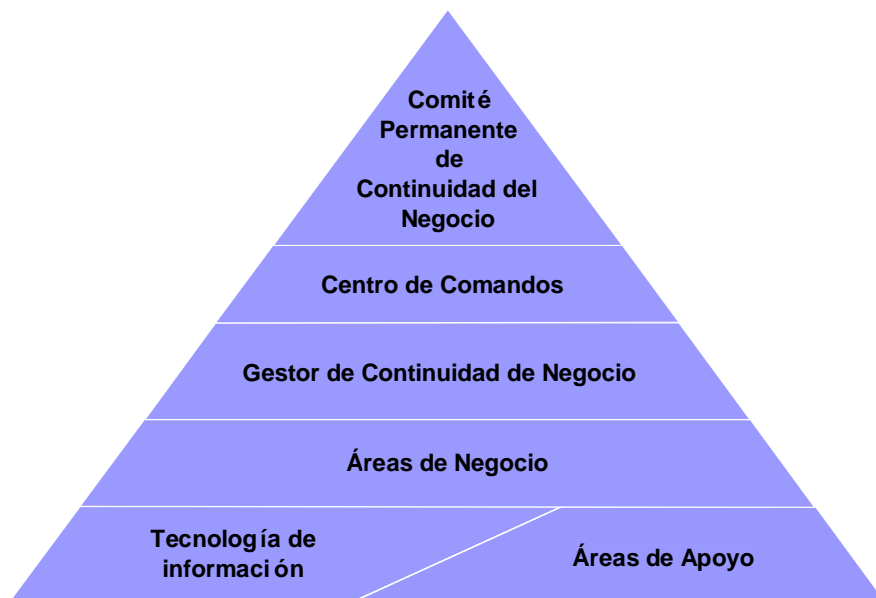 Comité
Permanente
de
Continuidad del
Negocio
Centro de Comandos
Gestor de Continuidad de Negocio
Áreas de Negocio
Tecnología de
información
Áreas de Apoyo